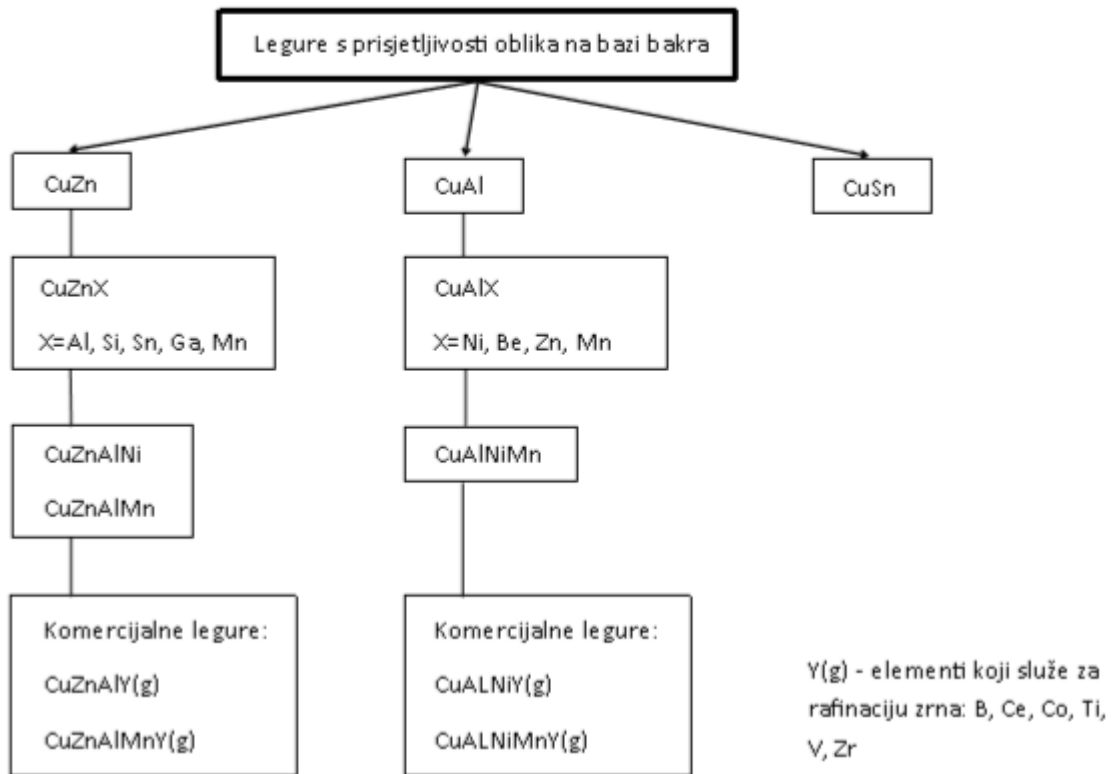 Legure s prisjetljivosti oblika na bazi bakra
CuZn
CuAl
CuSn
CuZnX
X=Al, Si, Sn, Ga, Mn
CuAlX
X=Ni, Be, Zn, Mn
CuZnAlNi
CuZnAlMn
CuAlNiMn
Komercijalne legure:
CuZnAlY(g)
CuZnAlMnY(g)
Komercijalne legure:
CuALNiY(g)
CuALNiMnY(g)
Y(g) - elementi koji služe za
rafinaciju zrna: B, Ce, Co, Ti,
V, Zr